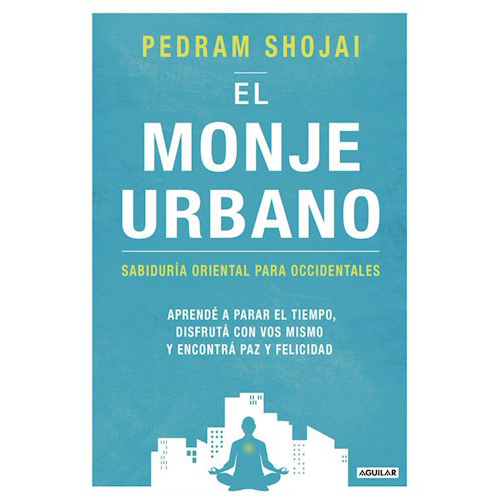 PEDRAM SHOJAI
EL
MONJE
URBANO
SABIDURÍA ORIENTAL PARA OCCIDENTALES
APRENDÉ A PARAR EL TIEMPO,
DISFRUTÁ CON VOS MISMO
Y ENCONTRÁ PAZ Y FELICIDAD
AGUILAR